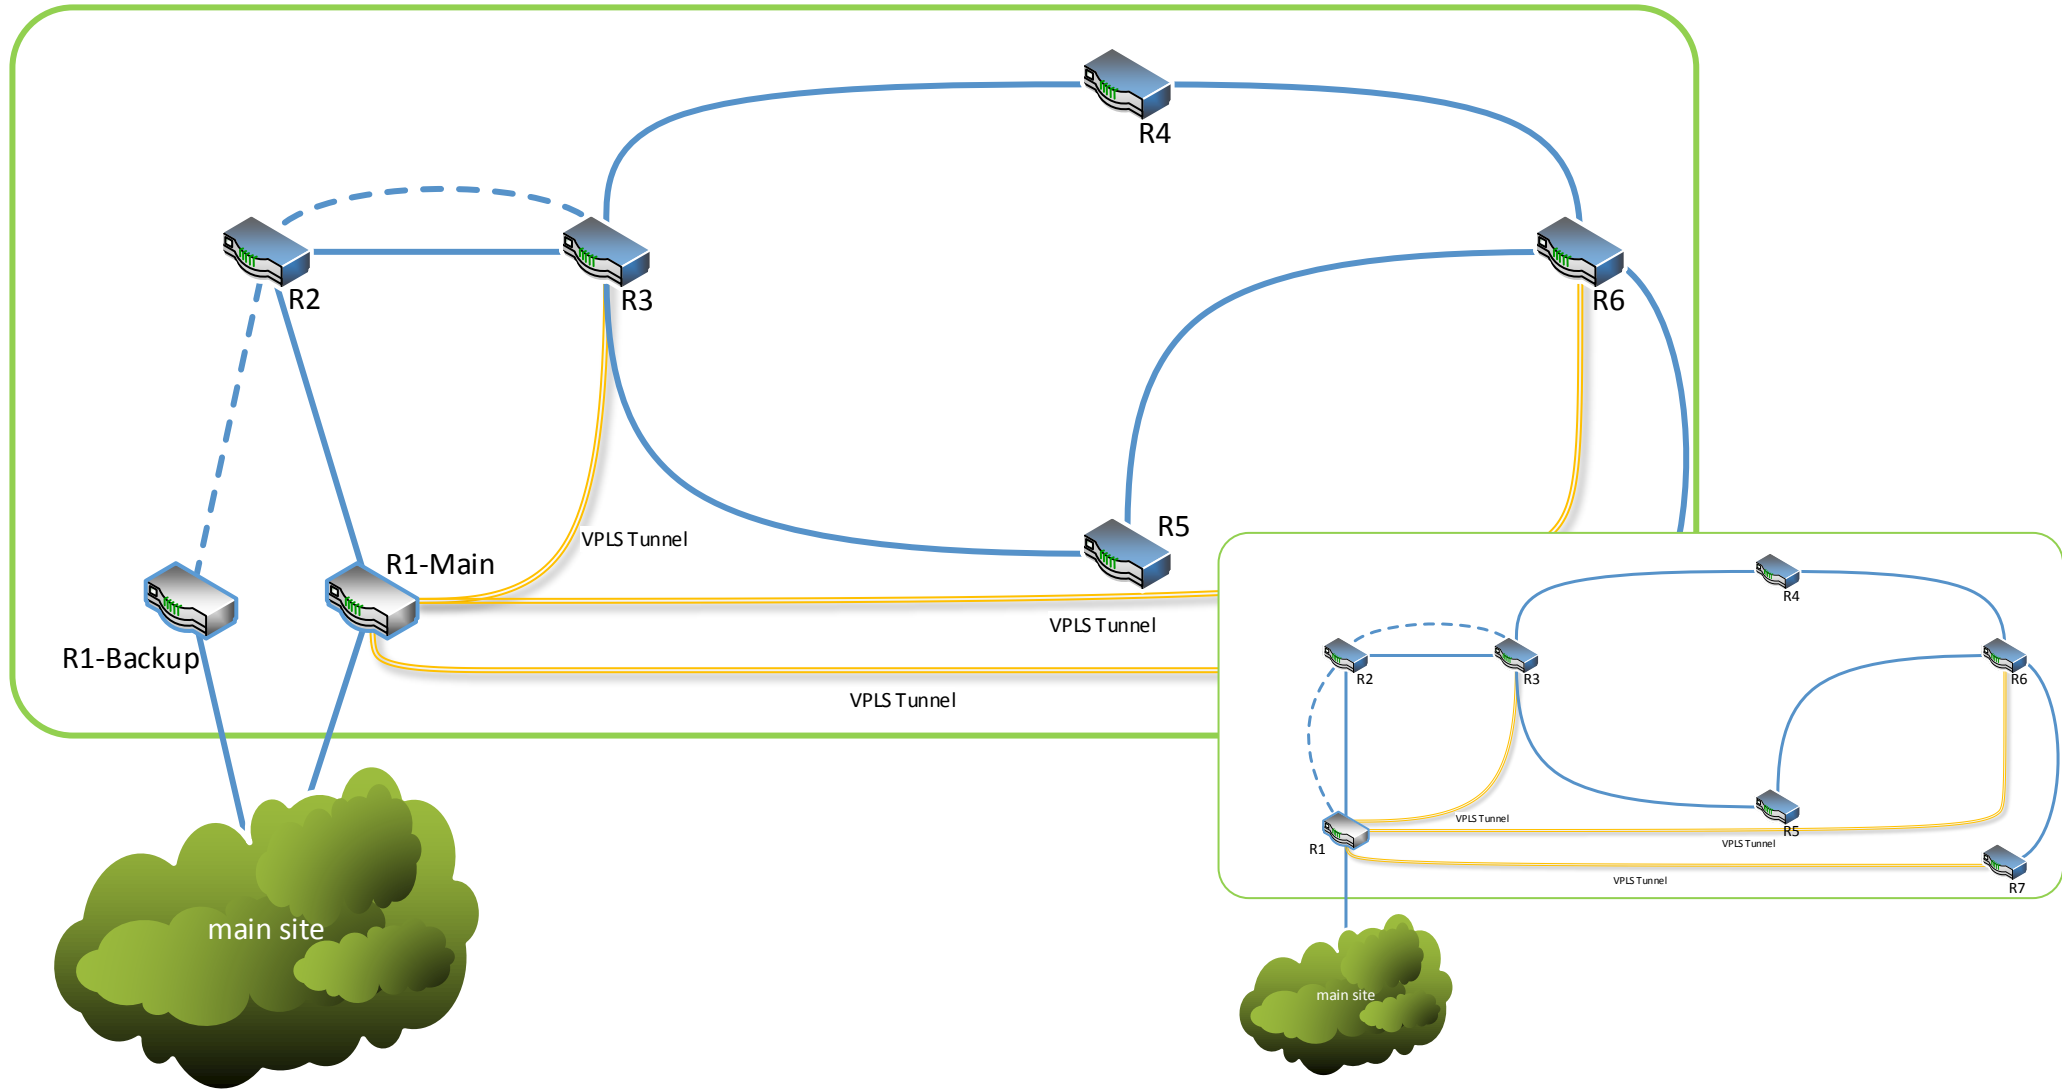 R4
R2
R3
R6
R5
VPLS Tunnel
R1-Main
VPLS Tunnel
R1-Backup
VPLS Tunnel
main site
R4
R2
R3
R6
VPLS Tunnel
R5
R1
VPLS Tunnel
VPLS Tunnel
R7
main site